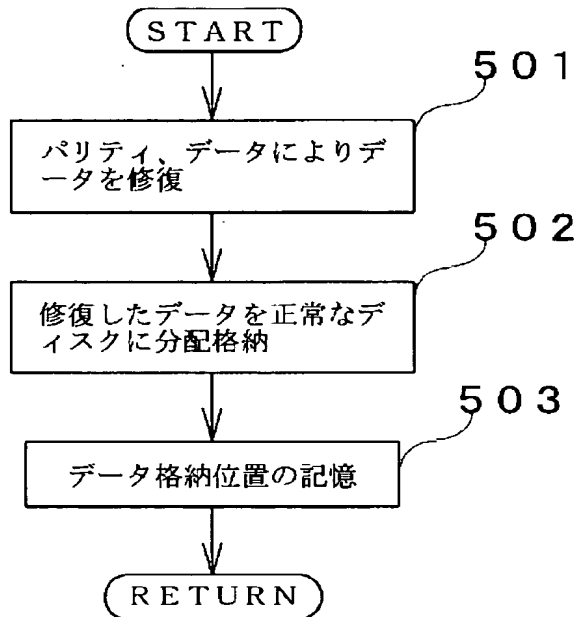 START
501
パリティ、データによりデ
ータを修復
502
修復したデータを正常なデ
ィスクに分配格納
503
データ格納位置の記憶
RETURN